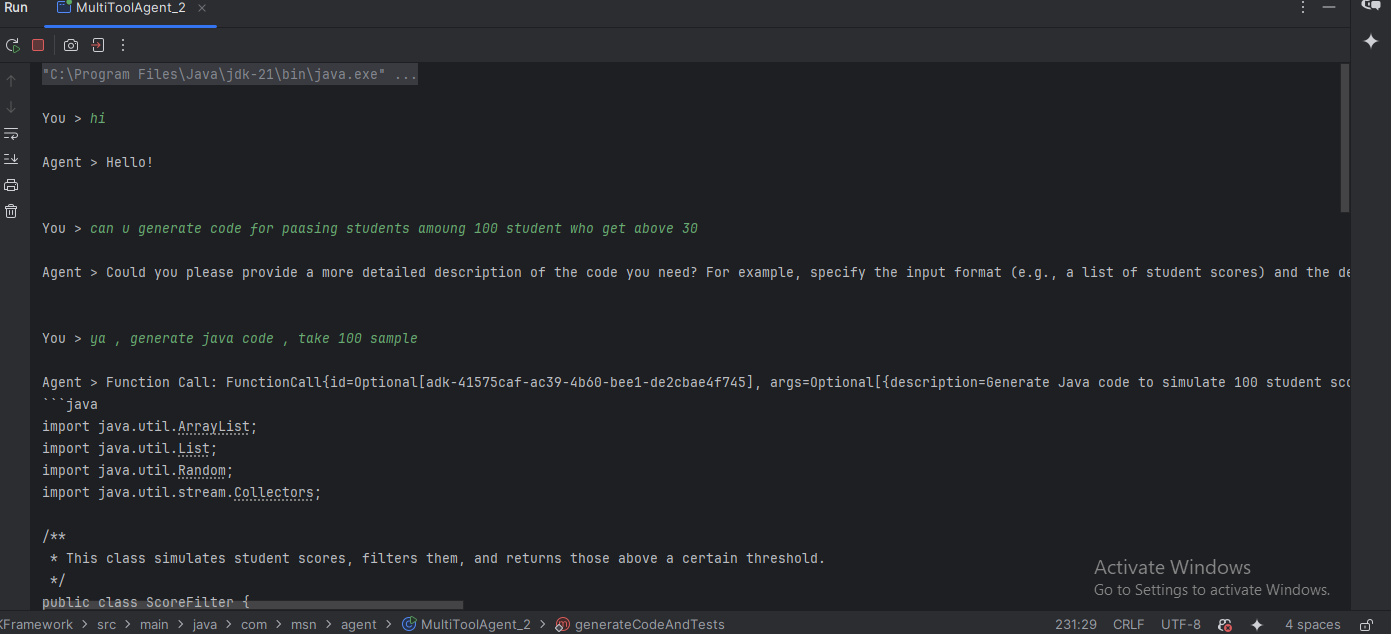 Run MultiToolAgent_2
"C:\Program Files\Java\jdk-21\bin\java.exe" ...
You > hi
Agent > Hello!
You > can u generate code for paasing students amoung 100 student who get above 30
Agent > Could you please provide a more detailed description of the code you need? For example, specify the input format (e.g., a list of student scores) and the de
You > ya , generate java code , take 100 sample
Agent > Function Call: FunctionCall{id=Optional[adk-41575caf-ac39-4b60-bee1-de2cbae4f745], args=Optional[{description=Generate Java code to simulate 100 student sco
```java
import java.util.ArrayList;
import java.util.List;
import java.util.Random;
import java.util.stream.Collectors;
/**
* This class simulates student scores, filters them, and returns those above a certain threshold.
*/
public class ScoreFilter {
Activate Windows
Go to Settings to activate Windows.
KFramework > src > main > java > com > msn > agent > MultiToolAgent_2 > generateCodeAndTests 231:29 CRLF UTF-8 4 spaces